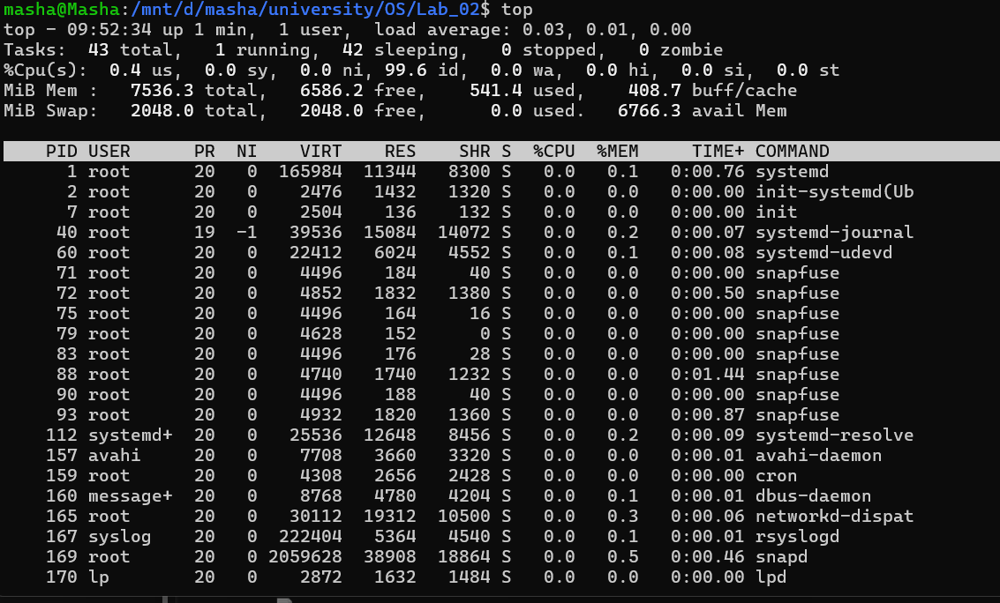 masha@Masha:/mnt/d/masha/university/OS/Lab_02$ top
top - 09:52:34 up 1 min,  1 user,  load average: 0.03, 0.01, 0.00
Tasks:  43 total,   1 running,  42 sleeping,   0 stopped,   0 zombie
%Cpu(s):  0.4 us,  0.0 sy,  0.0 ni, 99.6 id,  0.0 wa,  0.0 hi,  0.0 si,  0.0 st
MiB Mem :   7536.3 total,   6586.2 free,    541.4 used,    408.7 buff/cache
MiB Swap:   2048.0 total,   2048.0 free,      0.0 used.   6766.3 avail Mem
    PID USER      PR  NI    VIRT    RES    SHR S  %CPU  %MEM     TIME+ COMMAND
      1 root      20   0  165984  11344   8300 S   0.0   0.1   0:00.76 systemd
      2 root      20   0    2476   1432   1320 S   0.0   0.0   0:00.00 init-systemd(Ub
      7 root      20   0    2504    136    132 S   0.0   0.0   0:00.00 init
     40 root      19  -1   39536  15084  14072 S   0.0   0.2   0:00.07 systemd-journal
     60 root      20   0   22412   6024   4552 S   0.0   0.1   0:00.08 systemd-udevd
     71 root      20   0    4496    184     40 S   0.0   0.0   0:00.00 snapfuse
     72 root      20   0    4852   1832   1380 S   0.0   0.0   0:00.50 snapfuse
     75 root      20   0    4496    164     16 S   0.0   0.0   0:00.00 snapfuse
     79 root      20   0    4628    152      0 S   0.0   0.0   0:00.00 snapfuse
     83 root      20   0    4496    176     28 S   0.0   0.0   0:00.00 snapfuse
     88 root      20   0    4740   1740   1232 S   0.0   0.0   0:01.44 snapfuse
     90 root      20   0    4496    188     40 S   0.0   0.0   0:00.00 snapfuse
     93 root      20   0    4932   1820   1360 S   0.0   0.0   0:00.87 snapfuse
    112 systemd+  20   0   25536  12648   8456 S   0.0   0.2   0:00.09 systemd-resolve
    157 avahi     20   0    7708   3660   3320 S   0.0   0.0   0:00.01 avahi-daemon
    159 root      20   0    4308   2656   2428 S   0.0   0.0   0:00.00 cron
    160 message+  20   0    8768   4780   4204 S   0.0   0.1   0:00.01 dbus-daemon
    165 root      20   0   30112  19312  10500 S   0.0   0.3   0:00.06 networkd-dispat
    167 syslog    20   0  222404   5364   4540 S   0.0   0.1   0:00.01 rsyslogd
    169 root      20   0 2059628  38908  18864 S   0.0   0.5   0:00.46 snapd
    170 lp        20   0    2872   1632   1484 S   0.0   0.0   0:00.00 lpd